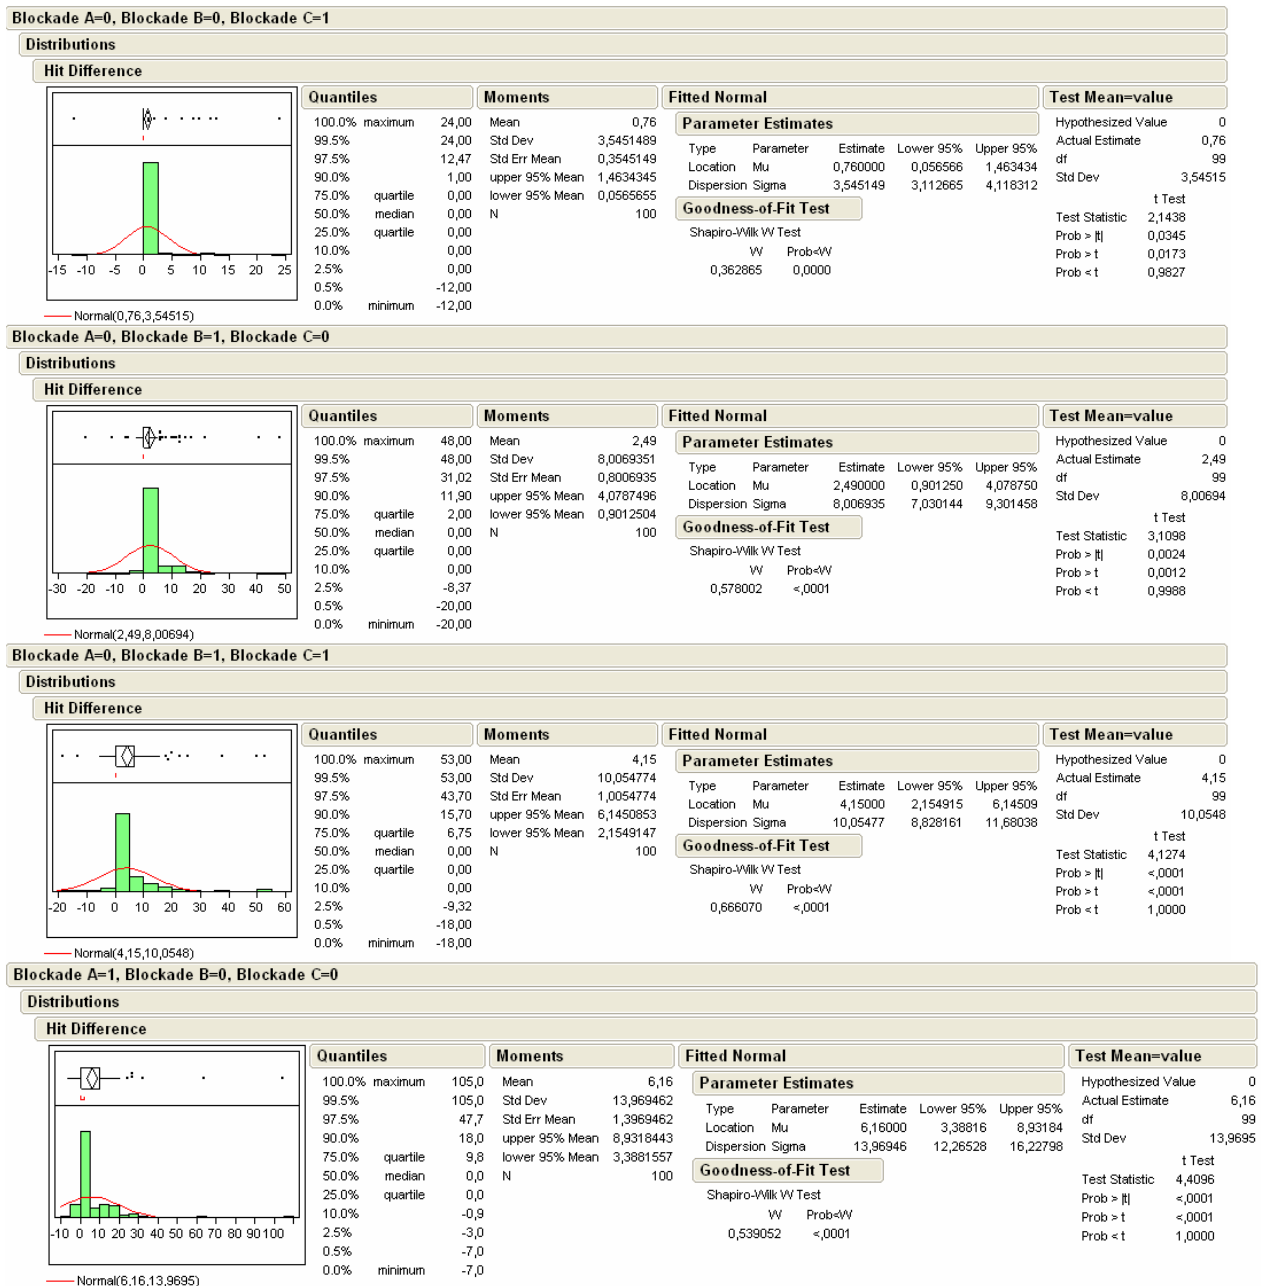 Blockade A=0, Blockade B=0, Blockade C=1
Distributions
Hit Difference
Quantiles Moments Fitted Normal Test Mean=value
100.0% maximum 24,00 Mean 0,76 Parameter Estimates Hypothesized Value 0
99.5% 24,00 Std Dev 3,5451489 Type Parameter Estimate Lower 95% Upper 95% Actual Estimate 0,76
97.5% 12,47 Std Err Mean 0,3545149 Location Mu 0,760000 0,056566 1,463434 df 99
90.0% 1,00 upper 95% Mean 1,4634345 Dispersion Sigma 3,545149 3,112665 4,118312 Std Dev 3,54515
75.0% quartile 0,00 lower 95% Mean 0,0565655 Goodness-of-Fit Test t Test
50.0% median 0,00 N 100 Shapiro-Wilk W Test Test Statistic 2,1438
25.0% quartile 0,00 W Prob<W Prob > |t| 0,0345
10.0% 0,00 0,362865 0,0000 Prob > t 0,0173
2.5% 0,00 Prob < t 0,9827
0.5% -12,00
0.0% minimum -12,00
-15 -10 -5 0 5 10 15 20 25
Normal(0,76,3,54515)
Blockade A=0, Blockade B=1, Blockade C=0
Distributions
Hit Difference
Quantiles Moments Fitted Normal Test Mean=value
100.0% maximum 48,00 Mean 2,49 Parameter Estimates Hypothesized Value 0
99.5% 48,00 Std Dev 8,0069351 Type Parameter Estimate Lower 95% Upper 95% Actual Estimate 2,49
97.5% 31,02 Std Err Mean 0,8006935 Location Mu 2,490000 0,901250 4,078750 df 99
90.0% 11,90 upper 95% Mean 4,0787496 Dispersion Sigma 8,006935 7,030144 9,301458 Std Dev 8,00694
75.0% quartile 2,00 lower 95% Mean 0,9012504 Goodness-of-Fit Test t Test
50.0% median 0,00 N 100 Shapiro-Wilk W Test Test Statistic 3,1098
25.0% quartile 0,00 W Prob<W Prob > |t| 0,0024
10.0% 0,00 0,578002 <,0001 Prob > t 0,0012
2.5% -8,37 Prob < t 0,9988
0.5% -20,00
0.0% minimum -20,00
-30 -20 -10 0 10 20 30 40 50
Normal(2,49,8,00694)
Blockade A=0, Blockade B=1, Blockade C=1
Distributions
Hit Difference
Quantiles Moments Fitted Normal Test Mean=value
100.0% maximum 53,00 Mean 4,15 Parameter Estimates Hypothesized Value 0
99.5% 53,00 Std Dev 10,054774 Type Parameter Estimate Lower 95% Upper 95% Actual Estimate 4,15
97.5% 43,70 Std Err Mean 1,0054774 Location Mu 4,15000 2,154915 6,14509 df 99
90.0% 15,70 upper 95% Mean 6,1450853 Dispersion Sigma 10,05477 8,828161 11,68038 Std Dev 10,0548
75.0% quartile 6,75 lower 95% Mean 2,1549147 Goodness-of-Fit Test t Test
50.0% median 0,00 N 100 Shapiro-Wilk W Test Test Statistic 4,1274
25.0% quartile 0,00 W Prob<W Prob > |t| <,0001
10.0% 0,00 0,666070 <,0001 Prob > t <,0001
2.5% -9,32 Prob < t 1,0000
0.5% -18,00
0.0% minimum -18,00
-20 -10 0 10 20 30 40 50 60
Normal(4,15,10,0548)
Blockade A=1, Blockade B=0, Blockade C=0
Distributions
Hit Difference
Quantiles Moments Fitted Normal Test Mean=value
100.0% maximum 105,0 Mean 6,16 Parameter Estimates Hypothesized Value 0
99.5% 105,0 Std Dev 13,969462 Type Parameter Estimate Lower 95% Upper 95% Actual Estimate 6,16
97.5% 47,7 Std Err Mean 1,3969462 Location Mu 6,16000 3,38816 8,93184 df 99
90.0% 18,0 upper 95% Mean 8,9318443 Dispersion Sigma 13,96946 12,26528 16,22798 Std Dev 13,9695
75.0% quartile 9,8 lower 95% Mean 3,3881557 Goodness-of-Fit Test t Test
50.0% median 0,0 N 100 Shapiro-Wilk W Test Test Statistic 4,4096
25.0% quartile 0,0 W Prob<W Prob > |t| <,0001
10.0% -0,9 0,539052 <,0001 Prob > t <,0001
2.5% -3,0 Prob < t 1,0000
0.5% -7,0
0.0% minimum -7,0
-10 0 10 20 30 40 50 60 70 80 90 100
Normal(6,16,13,9695)